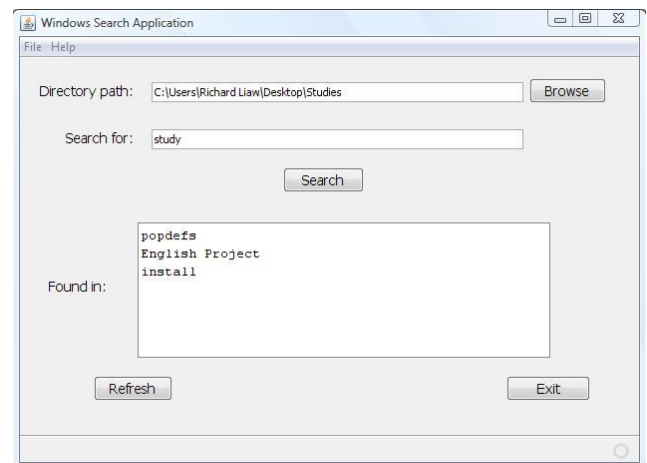 Windows Search Application
File Help
Directory path: C:\Users\Richard Liaw\Desktop\Studies Browse
Search for: study
Search
popdefs
English Project
install
Found in:
Refresh Exit